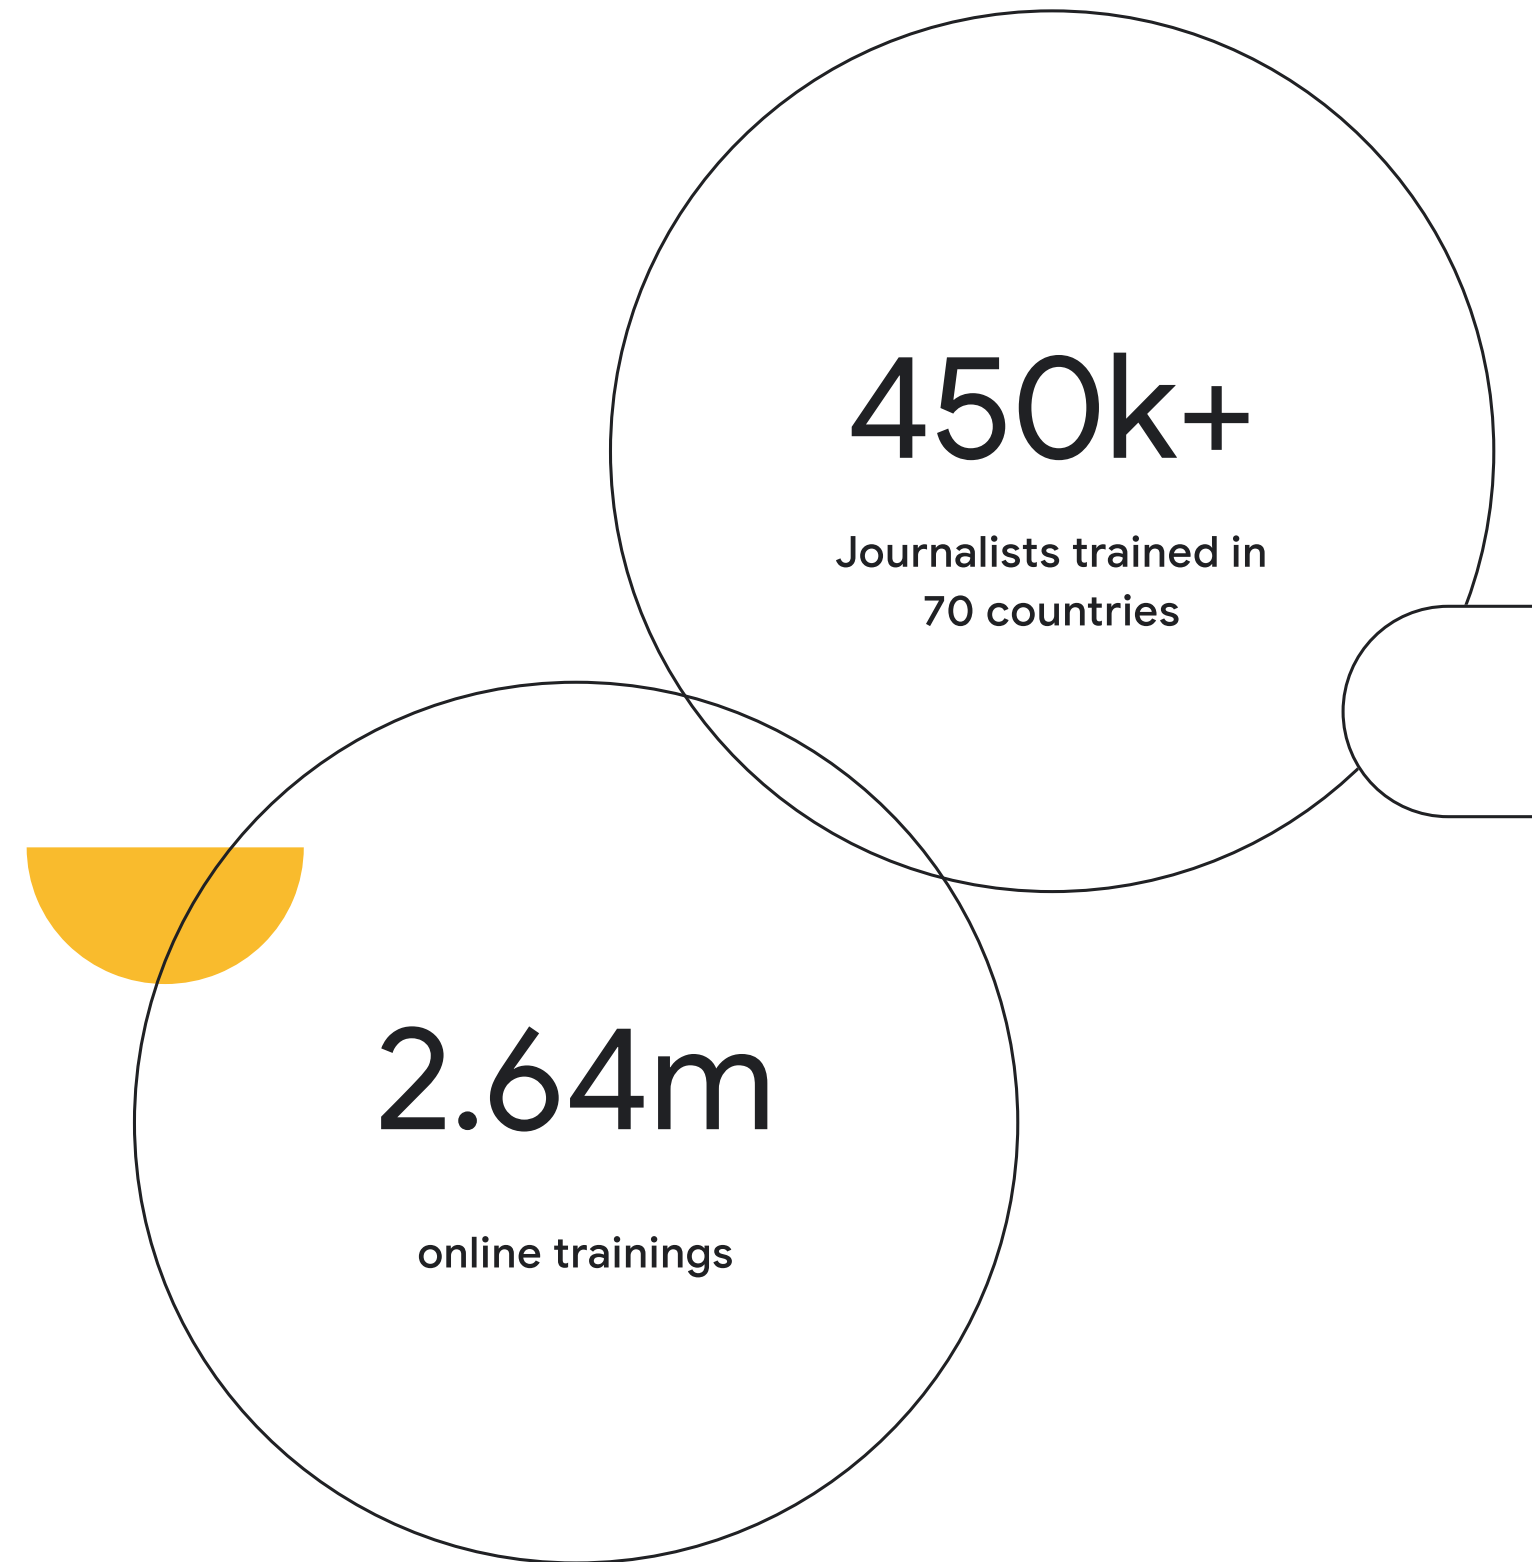 450k+
Journalists trained in
70 countries
2.64m
online trainings